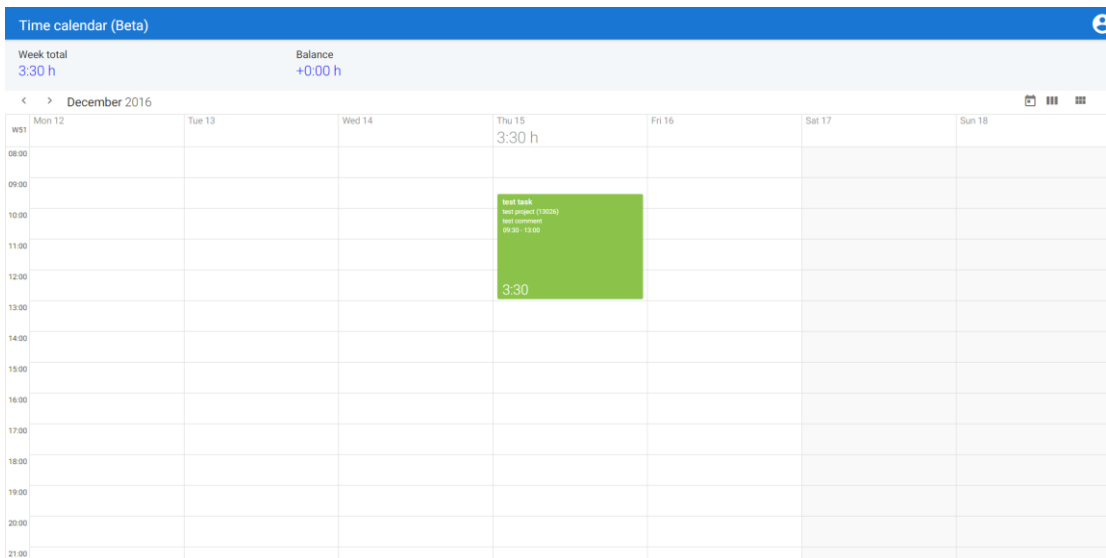 Time calendar (Beta)
Week total
3:30 h
Balance
+0:00 h
December 2016
W51
Mon 12
Tue 13
Wed 14
Thu 15
3:30 h
Fri 16
Sat 17
Sun 18
08:00
09:00
10:00
11:00
12:00
13:00
14:00
15:00
16:00
17:00
18:00
19:00
20:00
21:00
test task
test project (13026)
test comment
09:30 - 13:00
3:30